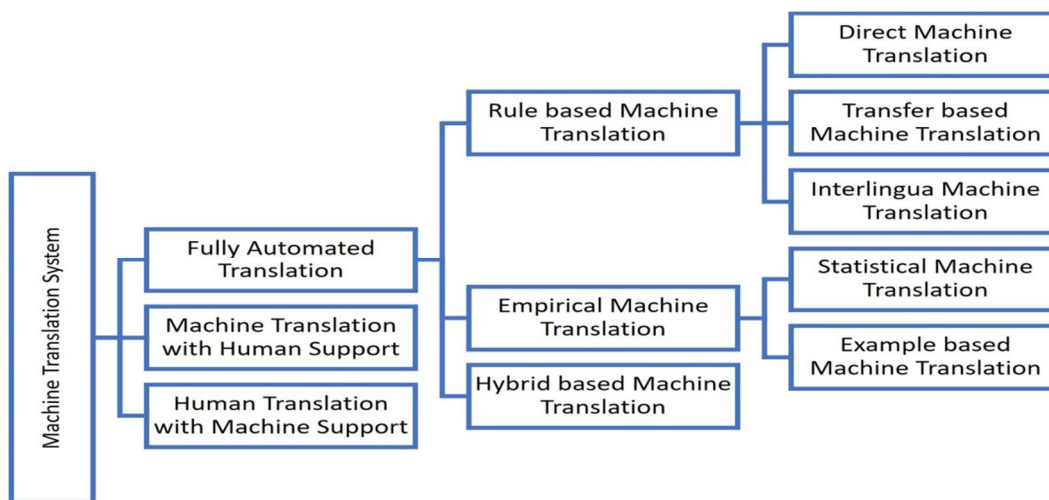 Machine Translation System
Fully Automated
Translation
Machine Translation
with Human Support
Human Translation
with Machine Support
Rule based Machine
Translation
Empirical Machine
Translation
Hybrid based Machine
Translation
Direct Machine
Translation
Transfer based
Machine Translation
Interlingua Machine
Translation
Statistical Machine
Translation
Example based
Machine Translation